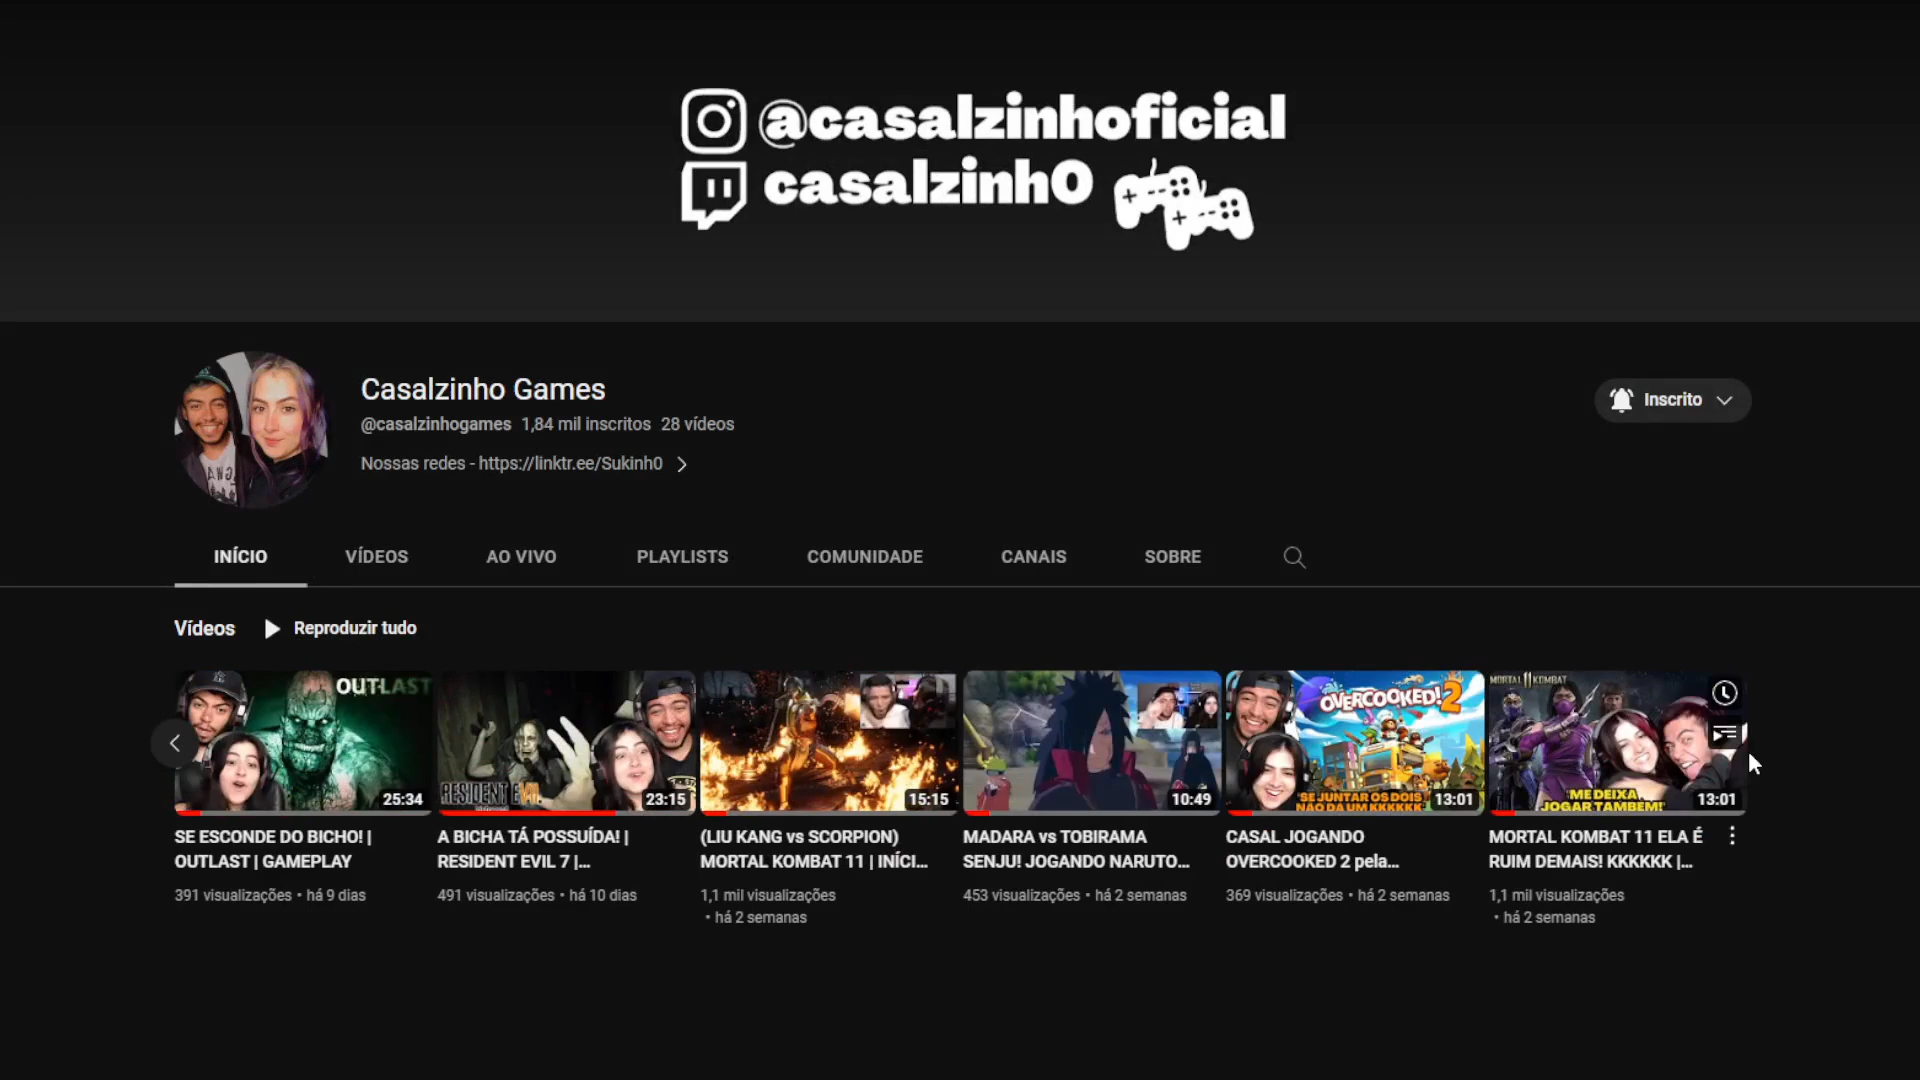 @casalzinhoficial
casalzinh0
Casalzinho Games
@casalzinhogames 1,84 mil inscritos 28 vídeos
Nossas redes - https://linktr.ee/Sukinh0
Inscrito
INÍCIO VÍDEOS AO VIVO PLAYLISTS COMUNIDADE CANAIS SOBRE
Vídeos Reproduzir tudo
OUTLAST
25:34
RESIDENT EVIL
23:15
15:15
10:49
OVERCOOKED! 2
SE JUNTAR OS DOIS
NÃO DA UM KKKKKK
13:01
MORTAL KOMBAT 11
"ME DEIXA
JOGAR TAMBÉM!"
13:01
SE ESCONDE DO BICHO! |
OUTLAST | GAMEPLAY
391 visualizações • há 9 dias
A BICHA TÁ POSSUÍDA! |
RESIDENT EVIL 7 |...
491 visualizações • há 10 dias
(LIU KANG vs SCORPION)
MORTAL KOMBAT 11 | INÍCI...
1,1 mil visualizações
• há 2 semanas
MADARA vs TOBIRAMA
SENJU! JOGANDO NARUTO...
453 visualizações • há 2 semanas
CASAL JOGANDO
OVERCOOKED 2 pela...
369 visualizações • há 2 semanas
MORTAL KOMBAT 11 ELA É
RUIM DEMAIS! KKKKKK |...
1,1 mil visualizações
• há 2 semanas